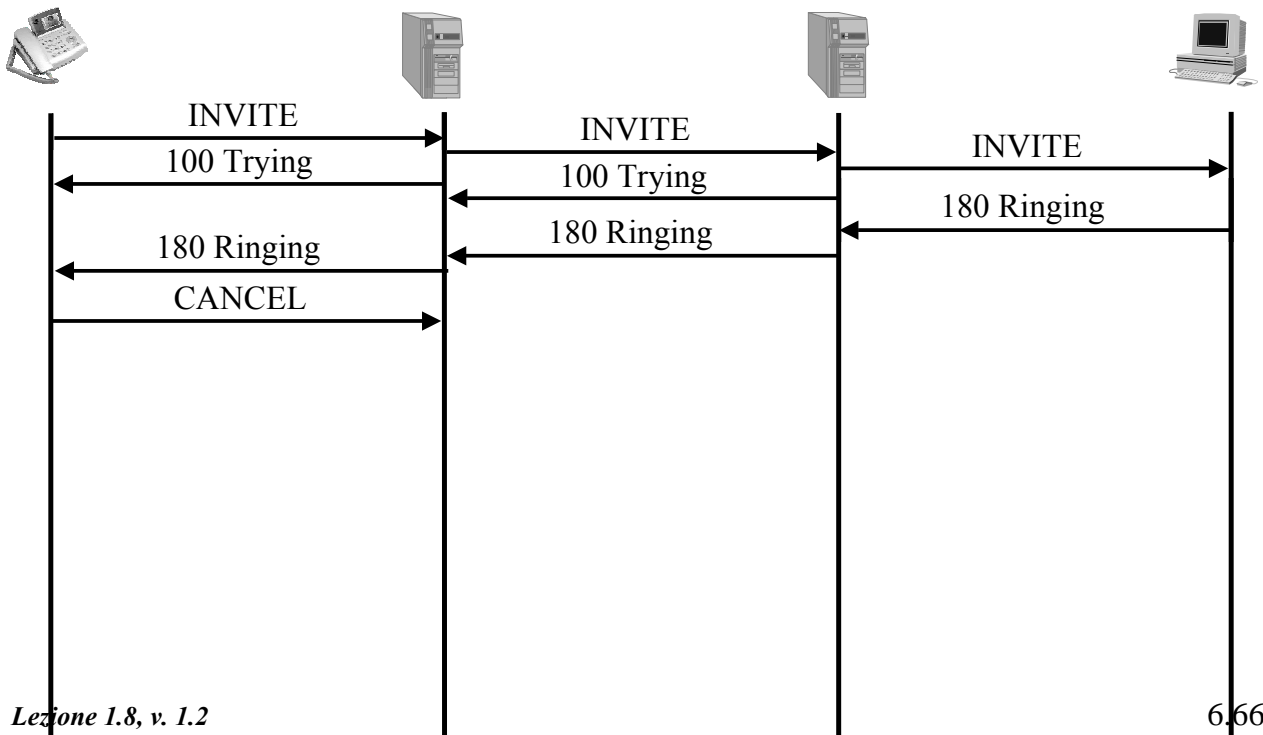 INVITE
INVITE
INVITE
100 Trying
100 Trying
180 Ringing
180 Ringing
180 Ringing
CANCEL
Lezione 1.8, v. 1.2
6.66